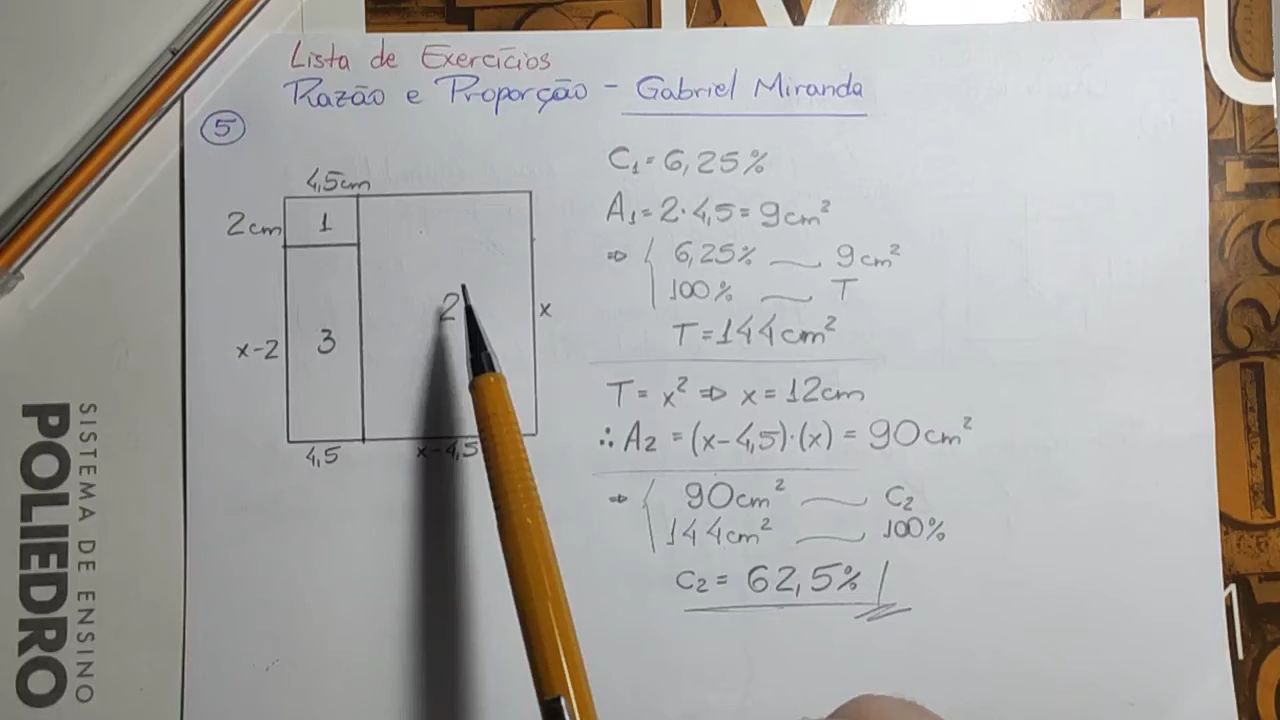 Lista de Exercícios
Razão e Proporção - Gabriel Miranda
5
4,5cm
2cm
1
2
3
x
x-2
4,5
x-4,5
C₁= 6,25%
A₁= 2·4,5= 9cm²
⇒ { 6,25% — 9cm²
100% — T
T= 144cm²
T= x² ⇒ x= 12cm
∴ A₂ = (x-4,5)·(x) = 90cm²
⇒ { 90cm² — C₂
144cm² — 100%
C₂= 62,5%
SISTEMA DE ENSINO
POLIEDRO